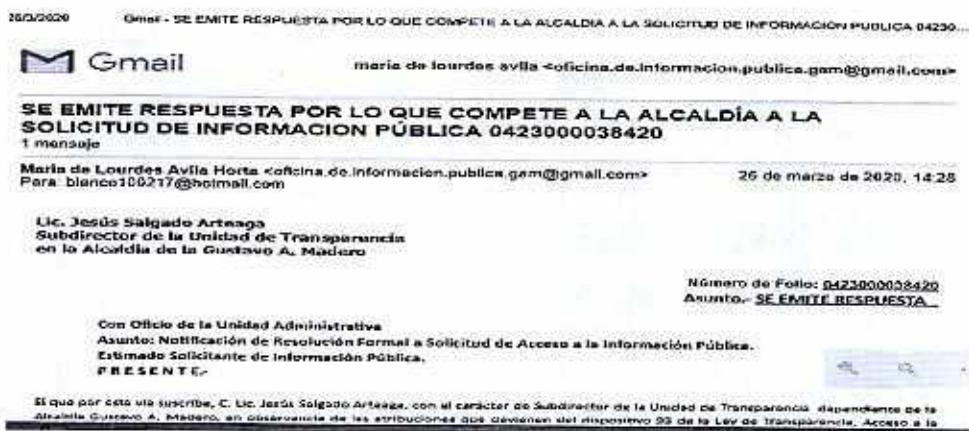 26/3/2020 Gmail - SE EMITE RESPUESTA POR LO QUE COMPETE A LA ALCALDIA A LA SOLICITUD DE INFORMACIÓN PUBLICA 04230...
Gmail
maria de lourdes avila <oficina.de.informacion.publica.gam@gmail.com>
SE EMITE RESPUESTA POR LO QUE COMPETE A LA ALCALDÍA A LA
SOLICITUD DE INFORMACION PÚBLICA 0423000038420
1 mensaje
Maria de Lourdes Avila Horta <oficina.de.informacion.publica.gam@gmail.com> 26 de marzo de 2020, 14:28
Para: blanco100217@hotmail.com
Lic. Jesús Salgado Arteaga
Subdirector de la Unidad de Transparencia
en la Alcaldía de la Gustavo A. Madero
Número de Folio: 0423000038420
Asunto.- SE EMITE RESPUESTA
Con Oficio de la Unidad Administrativa
Asunto: Notificación de Resolución Formal a Solicitud de Acceso a la Información Pública.
Estimado Solicitante de Información Pública.
P R E S E N T E.-
El que por esta vía suscribe, C. Lic. Jesús Salgado Arteaga, con el carácter de Subdirector de la Unidad de Transparencia dependiente de la
Alcaldía Gustavo A. Madero, en observancia de las atribuciones que devienen del dispositivo 93 de la Ley de Transparencia, Acceso a la